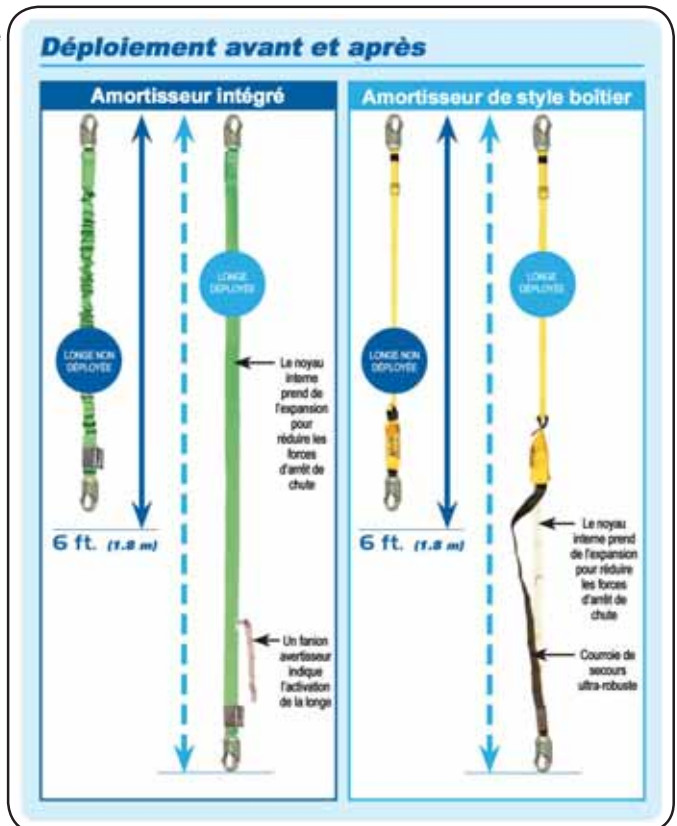 Déploiement avant et après
Amortisseur intégré
LONGE NON
DÉPLOYÉE
6 ft. (1.8 m)
LONGE
DÉPLOYÉE
Le noyau
interne
prend de
l'expansion
pour
réduire les
forces
d'arrêt de
chute
Un fanion
avertisseur
indique
l'activation
de la longe
Amortisseur de style boîtier
LONGE NON
DÉPLOYÉE
6 ft. (1.8 m)
LONGE
DÉPLOYÉE
Le noyau
interne prend
de l'expansion
pour réduire
les forces
d'arrêt de
chute
Courroie de
secours
ultra-robuste